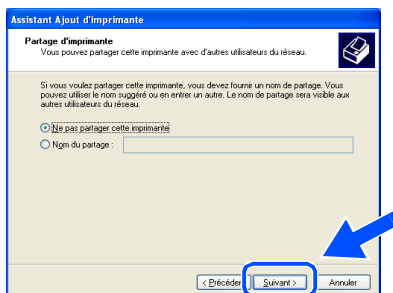 Assistant Ajout d'imprimante
Partage d'imprimante
Vous pouvez partager cette imprimante avec d'autres utilisateurs du réseau.
Si vous voulez partager cette imprimante, vous devez fournir un nom de partage. Vous
pouvez utiliser le nom suggéré ou en entrer un autre. Le nom de partage sera visible aux
autres utilisateurs du réseau.
Ne pas partager cette imprimante
Nom du partage :
< Précéden Suivant > Annuler